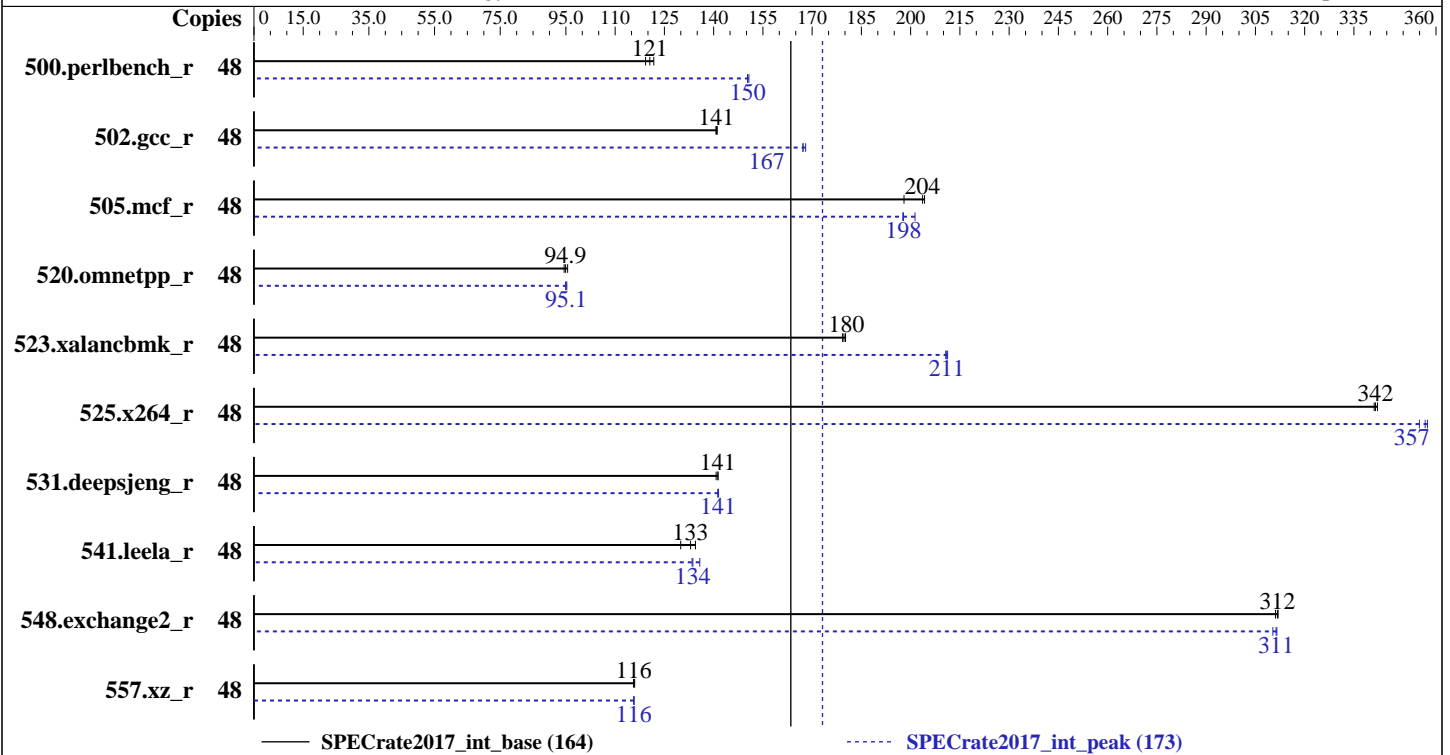 Copies 0 15.0 35.0 55.0 75.0 95.0 110 125 140 155 170 185 200 215 230 245 260 275 290 305 320 335 360
121
500.perlbench_r 48
150
141
502.gcc_r 48
167
204
505.mcf_r 48
198
94.9
520.omnetpp_r 48
95.1
180
523.xalancbmk_r 48
211
342
525.x264_r 48
357
141
531.deepsjeng_r 48
141
133
541.leela_r 48
134
312
548.exchange2_r 48
311
116
557.xz_r 48
116
SPECrate2017_int_base (164) SPECrate2017_int_peak (173)